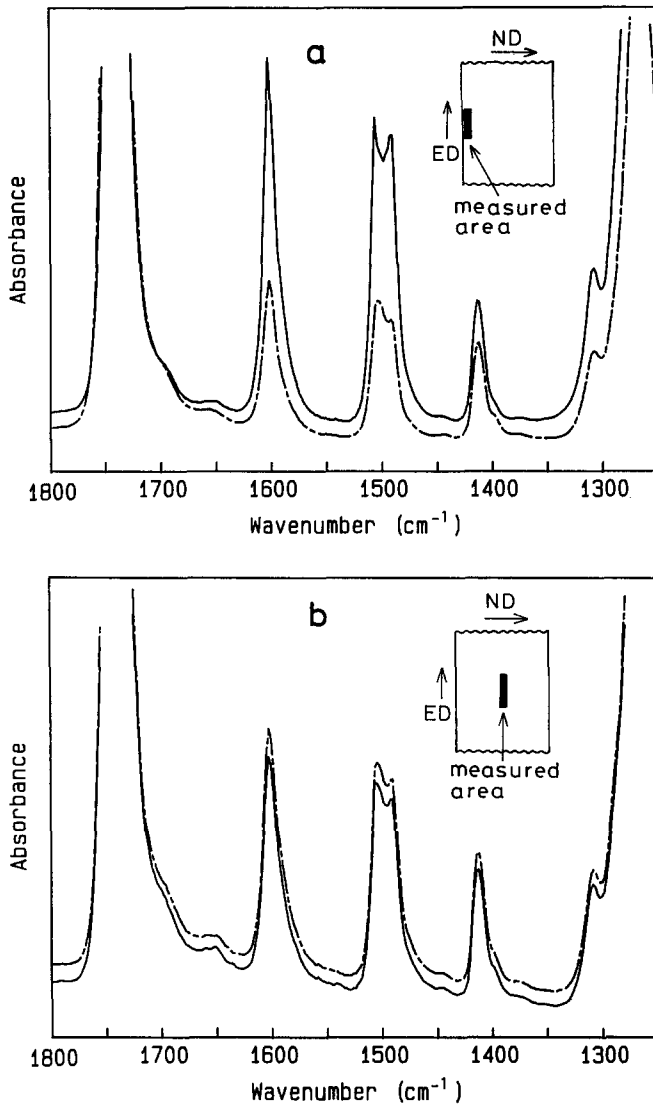 a
ND
ED
measured
area
Absorbance
1800 1700 1600 1500 1400 1300
Wavenumber (cm⁻¹)
b
ND
ED
measured
area
Absorbance
1800 1700 1600 1500 1400 1300
Wavenumber (cm⁻¹)